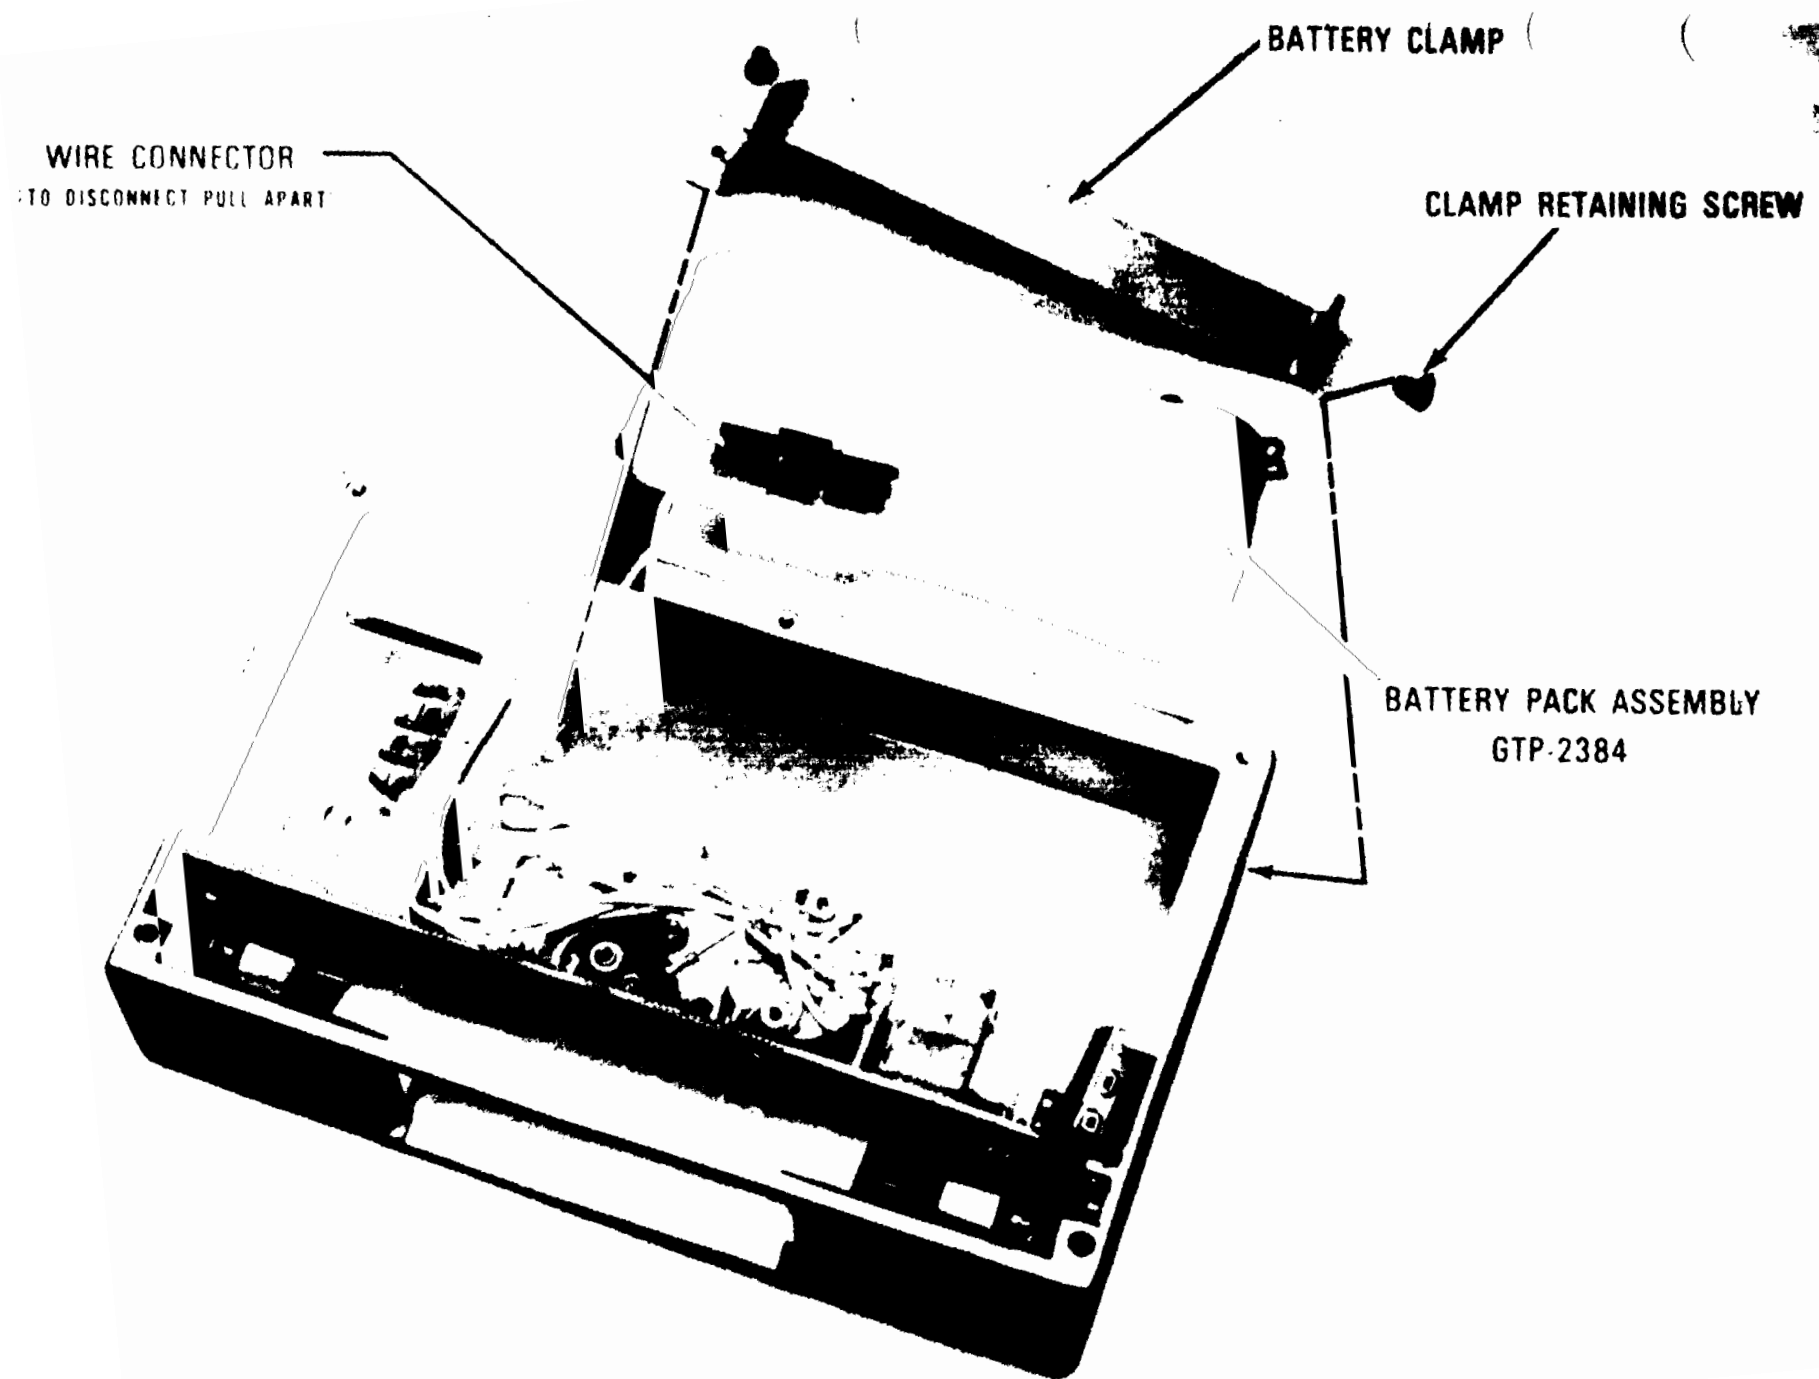 BATTERY CLAMP
WIRE CONNECTOR
TO DISCONNECT PULL APART
CLAMP RETAINING SCREW
BATTERY PACK ASSEMBLY
GTP-2384